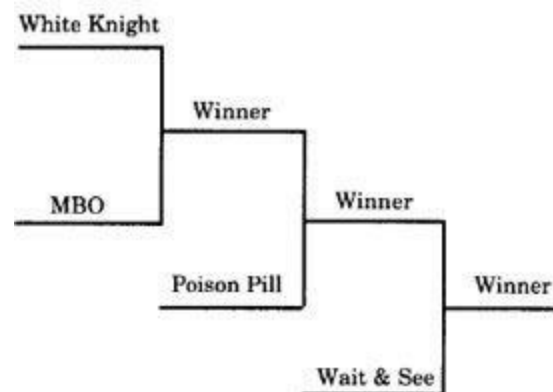 White Knight
Winner
MBO
Winner
Poison Pill
Winner
Wait & See